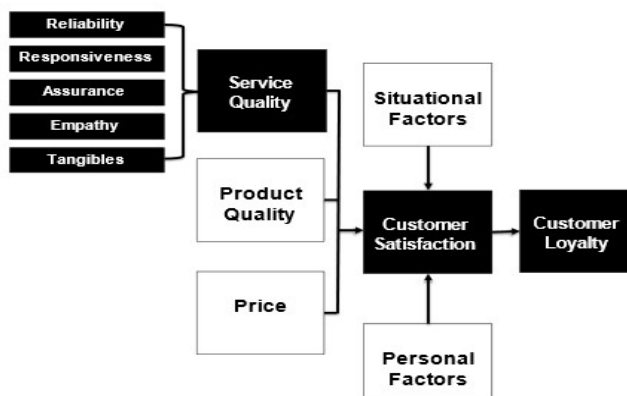 Reliability
Responsiveness
Assurance
Empathy
Tangibles
Service
Quality
Product
Quality
Price
Situational
Factors
Customer
Satisfaction
Personal
Factors
Customer
Loyalty